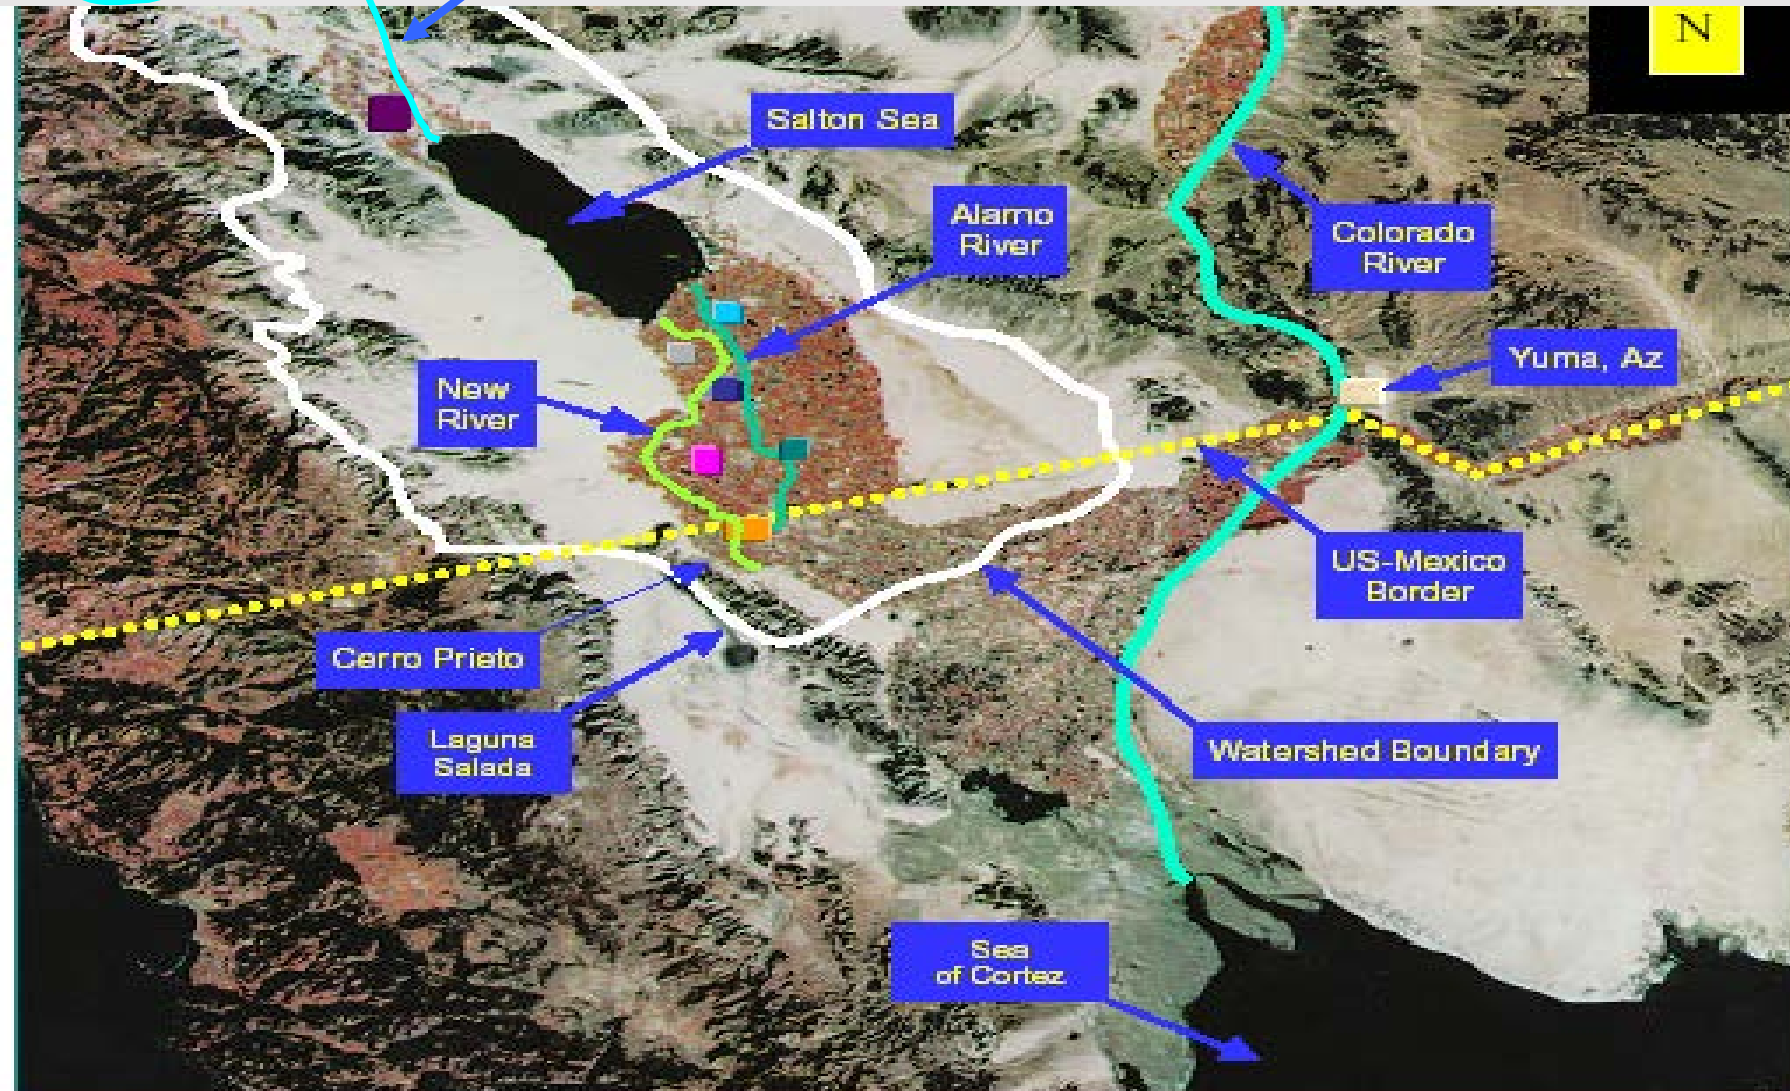 N
Salton Sea
Alamo
River
Colorado
River
Yuma, Az
New
River
US-Mexico
Border
Cerro Prieto
Laguna
Salada
Watershed Boundary
Sea
of Cortez